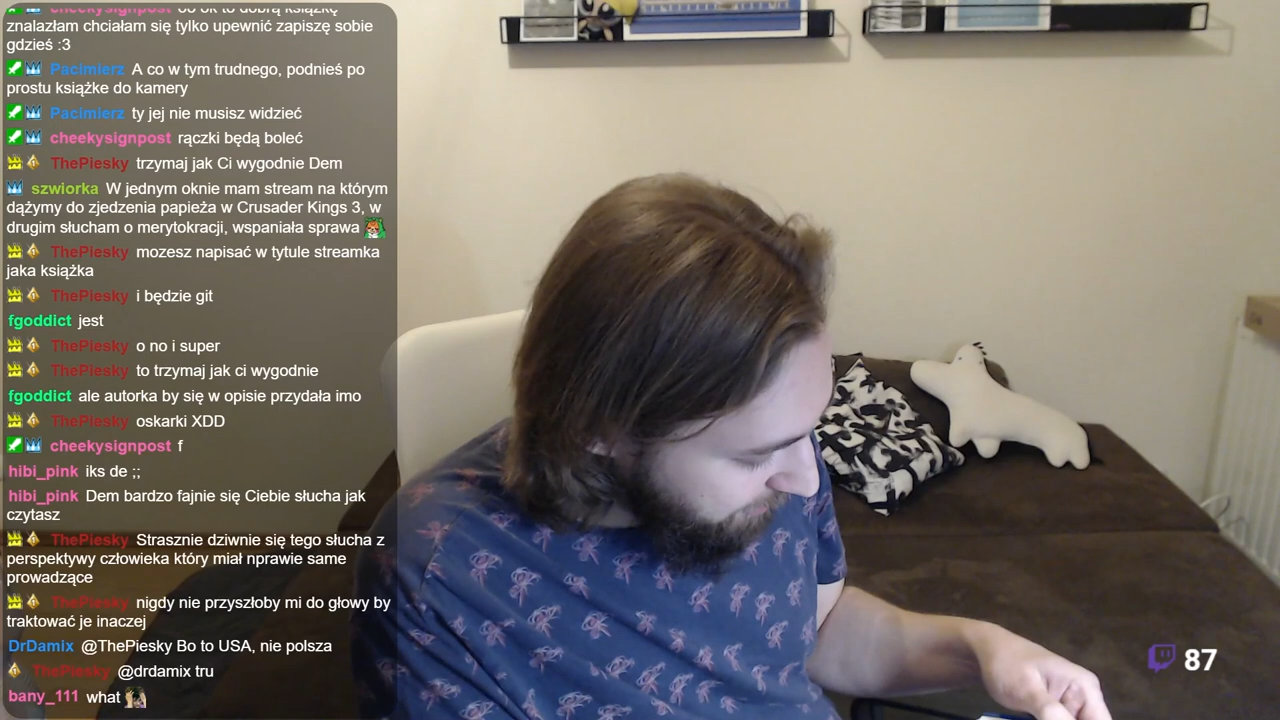 cheekysignpost
znalazłam chciałam się tylko upewnić zapiszę sobie
gdzieś :3
Pacimierz A co w tym trudnego, podnieś po
prostu książke do kamery
Pacimierz ty jej nie musisz widzieć
cheekysignpost rączki będą boleć
ThePiesky trzymaj jak Ci wygodnie Dem
szwiorka W jednym oknie mam stream na którym
dążymy do zjedzenia papieża w Crusader Kings 3, w
drugim słucham o merytokracji, wspaniała sprawa
ThePiesky mozesz napisać w tytule streamka
jaka książka
ThePiesky i będzie git
fgoddict jest
ThePiesky o no i super
ThePiesky to trzymaj jak ci wygodnie
fgoddict ale autorka by się w opisie przydała imo
ThePiesky oskarki XDD
cheekysignpost f
hibi_pink iks de ;;
hibi_pink Dem bardzo fajnie się Ciebie słucha jak
czytasz
ThePiesky Strasznie dziwnie się tego słucha z
perspektywy człowieka który miał nprawie same
prowadzące
ThePiesky nigdy nie przyszłoby mi do głowy by
traktować je inaczej
DrDamix @ThePiesky Bo to USA, nie polsza
ThePiesky @drdamix tru
bany_111 what
87